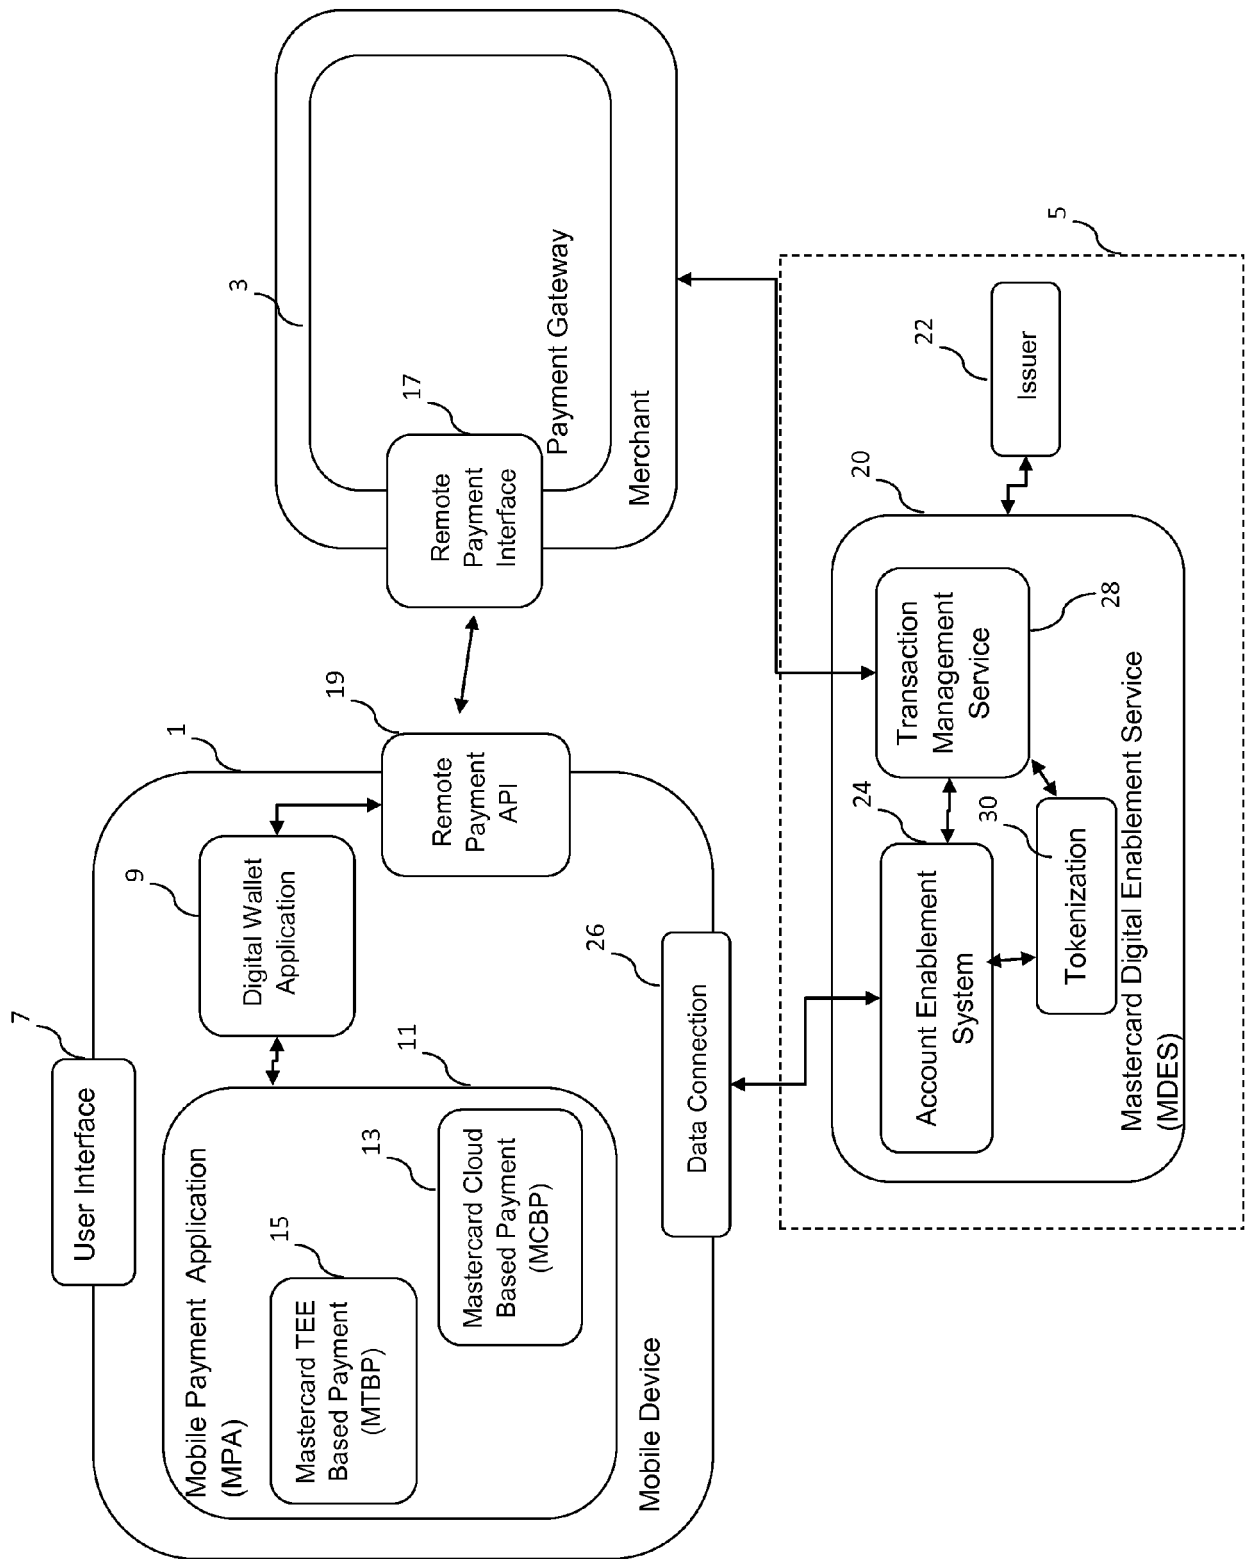 7
User Interface
1
Mobile Payment Application
(MPA)
15
Mastercard TEE
Based Payment
(MTBP)
13
Mastercard Cloud
Based Payment
(MCBP)
11
9
Digital Wallet
Application
19
Remote
Payment
API
Mobile Device
26
Data Connection
3
17
Remote
Payment
Interface
Payment Gateway
Merchant
5
20
22
Issuer
24
Account Enablement
System
Transaction
Management
Service
28
30
Tokenization
Mastercard Digital Enablement Service
(MDES)